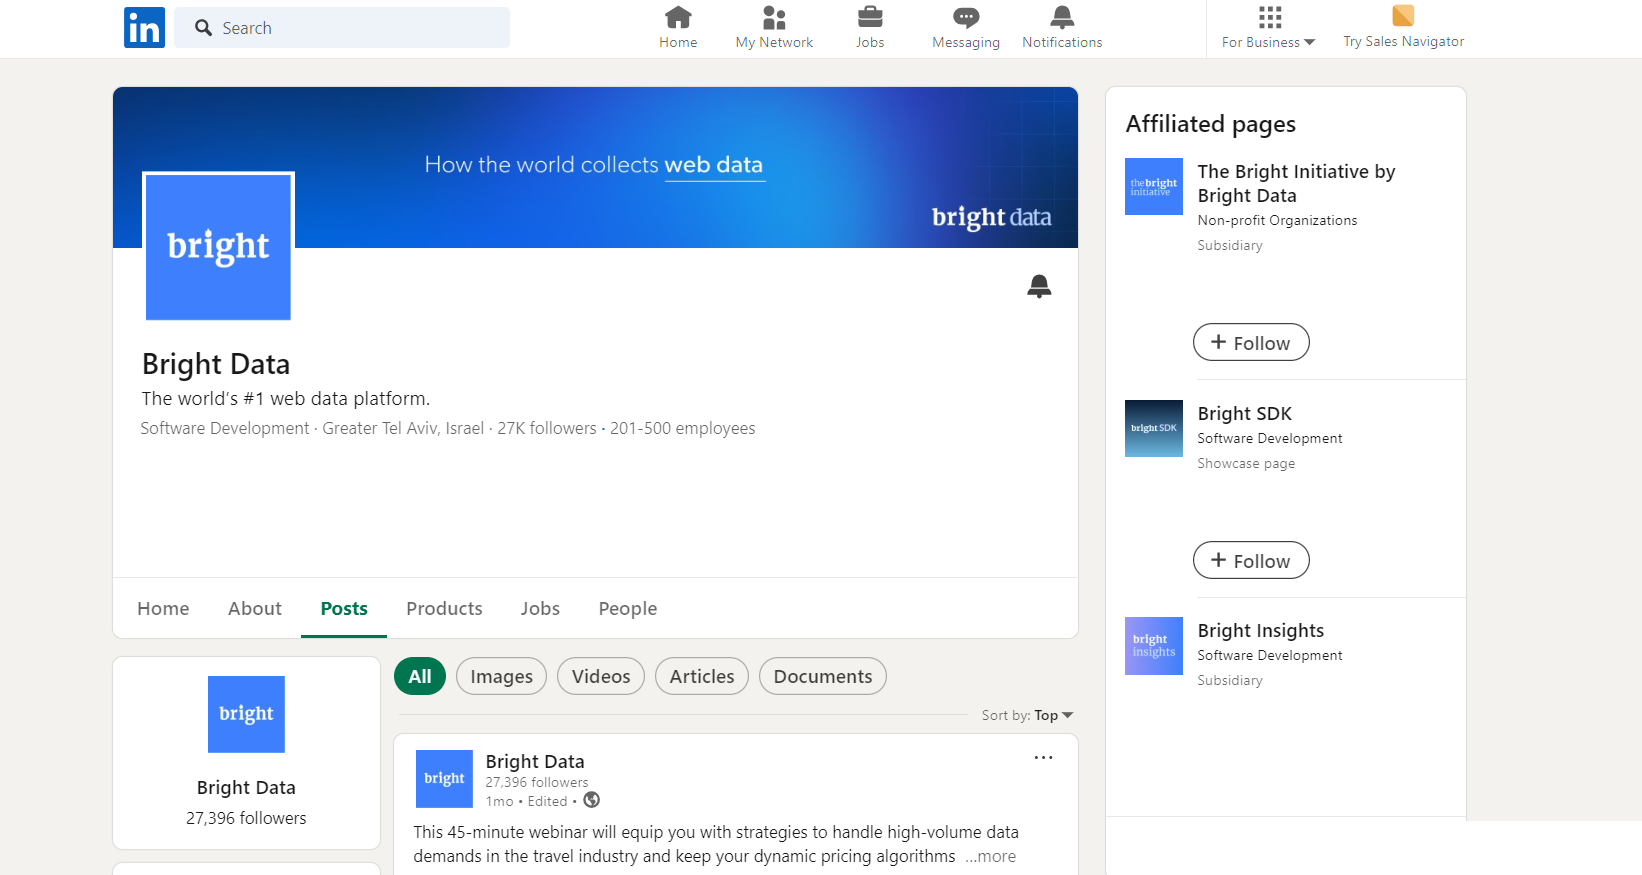 in
Search
Home
My Network
Jobs
Messaging
Notifications
For Business
Try Sales Navigator
How the world collects web data
bright data
bright
Bright Data
The world's #1 web data platform.
Software Development · Greater Tel Aviv, Israel · 27K followers · 201-500 employees
Home
About
Posts
Products
Jobs
People
bright
Bright Data
27,396 followers
All
Images
Videos
Articles
Documents
Sort by: Top
bright
Bright Data
27,396 followers
1mo • Edited •
This 45-minute webinar will equip you with strategies to handle high-volume data
demands in the travel industry and keep your dynamic pricing algorithms ...more
Affiliated pages
the bright
initiative
The Bright Initiative by
Bright Data
Non-profit Organizations
Subsidiary
+ Follow
bright SDK
Bright SDK
Software Development
Showcase page
+ Follow
bright
insights
Bright Insights
Software Development
Subsidiary